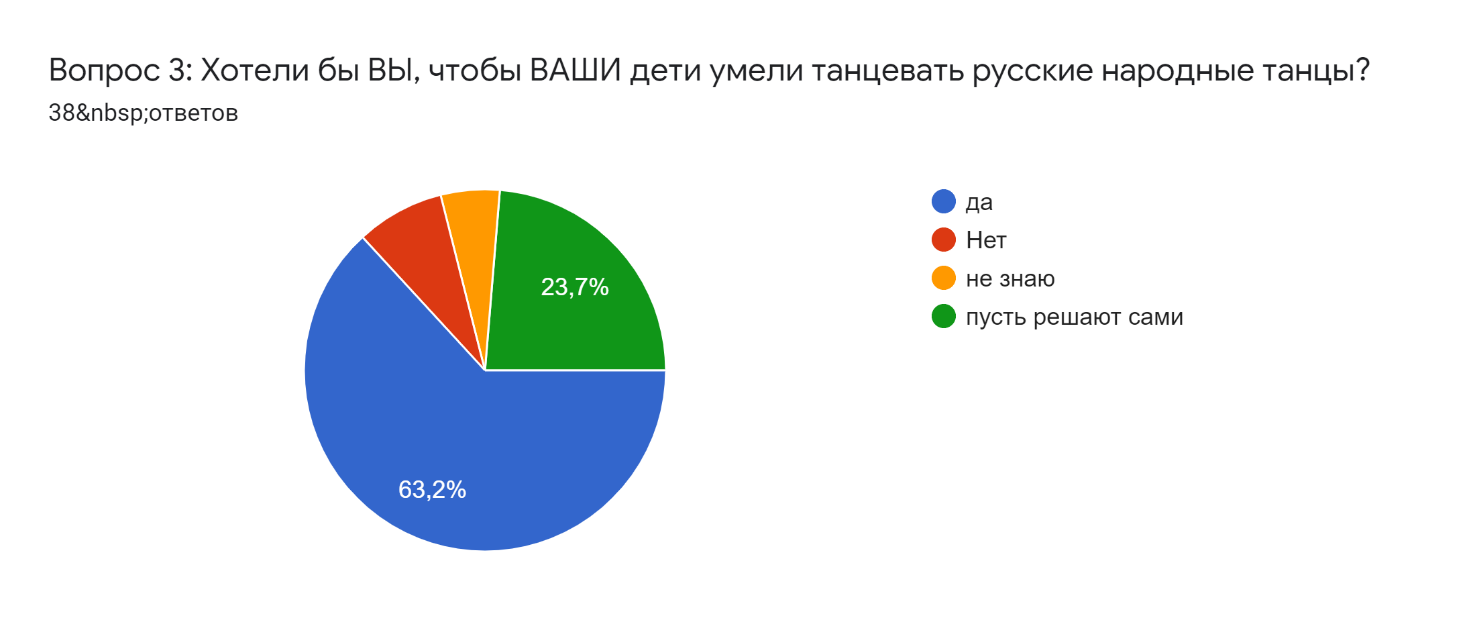 Вопрос 3: Хотели бы ВЫ, чтобы ВАШИ дети умели танцевать русские народные танцы?
38&nbsp;ответов
да
Нет
не знаю
пусть решают сами
23,7%
63,2%